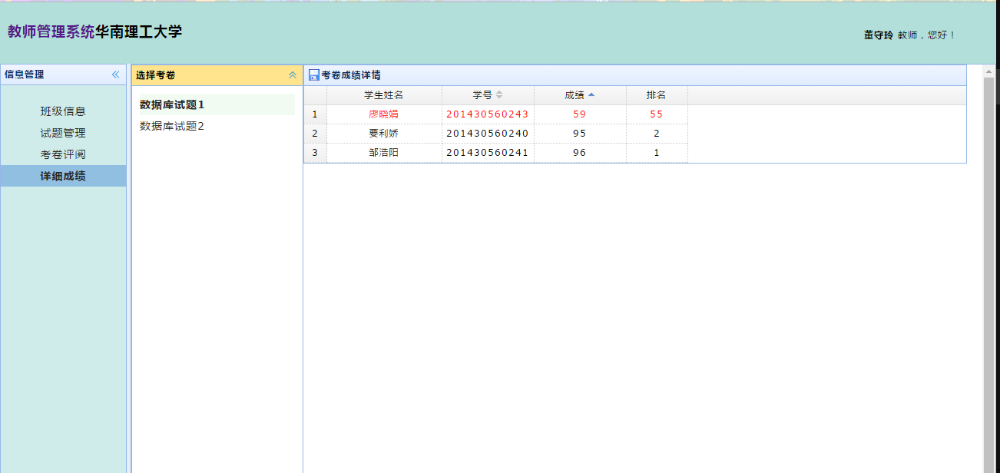 教师管理系统华南理工大学
董守玲 教师，您好！
信息管理
班级信息
试题管理
考卷评阅
详细成绩
选择考卷
数据库试题1
数据库试题2
考卷成绩详情
学生姓名 学号 成绩 排名
1 廖晓娟 201430560243 59 55
2 要利娇 201430560240 95 2
3 邹浩阳 201430560241 96 1